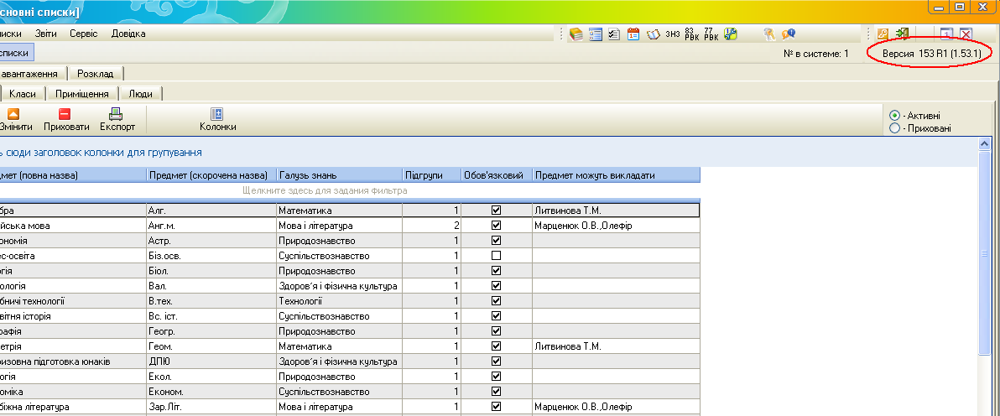 сновні списки]
иски Звіти Сервіс Довідка ЗНЗ 83 РВК 77 РВК
списки № в системе: 1 Версия 153 R1 (1.53.1)
авантаження Розклад
Класи Приміщення Люди
Змінити Приховати Експорт Колонки - Активні
- Приховані
ь сюди заголовок колонки для групування
дмет (повна назва) Предмет (скорочена назва) Галузь знань Підгрупи Обов'язковий Предмет можуть викладати
Щелкните здесь для задания фильтра
бра Алг. Математика 1 Литвинова Т.М.
ійська мова Анг.м. Мова і література 2 Марценюк О.В.,Олефір
ономія Астр. Природознавство 1
ес-освіта Біз.осв. Суспільствознавство 1
огія Біол. Природознавство 1
ологія Вал. Здоров'я і фізична культура 1
бничі технології В.тех. Технології 1
вітня історія Вс. іст. Суспільствознавство 1
рафія Геогр. Природознавство 1
етрія Геом. Математика 1 Литвинова Т.М.
ризовна підготовка юнаків ДПЮ Здоров'я і фізична культура 1
огія Екол. Природознавство 1
оміка Економ. Суспільствознавство 1
біжна література Зар.Літ. Мова і література 1 Марценюк О.В.,Олефір